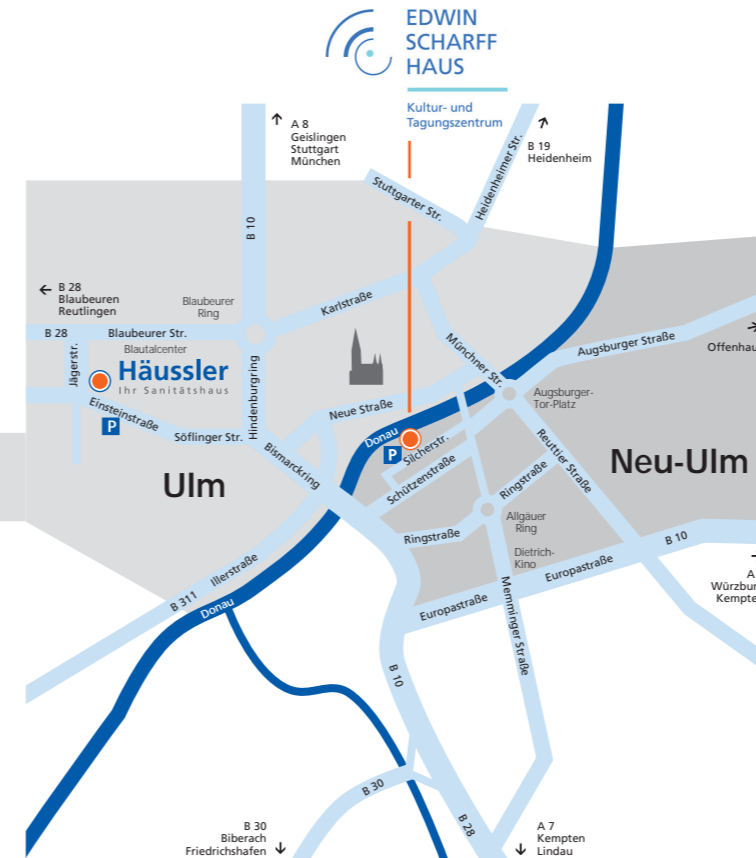 EDWIN
SCHARFF
HAUS
Kultur- und
Tagungszentrum
A 8
Geislingen
Stuttgart
München
B 19
Heidenheim
Stuttgarter Str.
Heidenheimer Str.
B 10
B 28
Blaubeuren
Reutlingen
Blaubeurer
Ring
Karlstraße
B 28
Blaubeurer Str.
Münchner Str.
Augsburger Straße
Offenhau
Jägerstr.
Blautalcenter
Häussler
Ihr Sanitätshaus
Hindenburgring
Einsteinstraße
P
Söflinger Str.
Neue Straße
Augsburger-
Tor-Platz
Donau
P
Silcherstr.
Schützenstraße
Bismarckring
Reuttier Straße
Ulm
Neu-Ulm
Ringstraße
Allgäuer
Ring
Ringstraße
Dietrich-
Kino
B 10
Europastraße
Europastraße
A
Würzbur
Kempte
B 311
Illerstraße
Donau
Memminger Straße
B 10
B 30
B 28
B 30
Biberach
Friedrichshafen
A 7
Kempten
Lindau